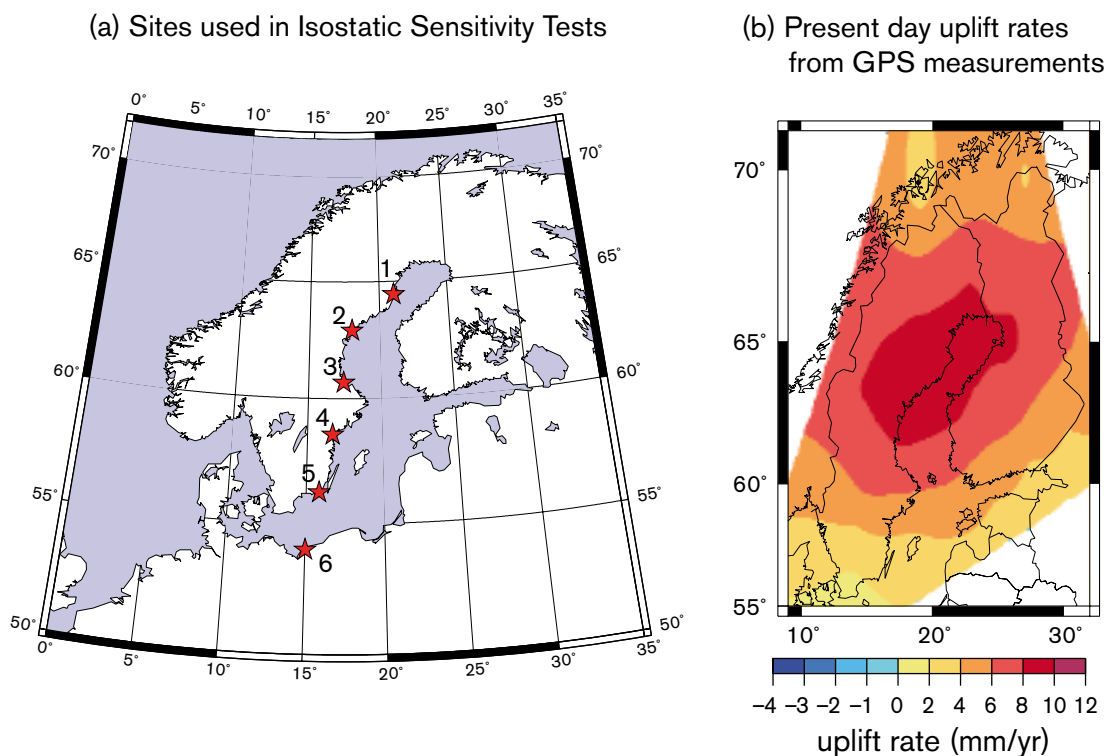 (a) Sites used in Isostatic Sensitivity Tests
0° 5° 10° 15° 20° 25° 30° 35°
70° 70°
65° 65°
60° 60°
55° 55°
50° 50°
0° 5° 10° 15° 20° 25° 30° 35°
1
2
3
4
5
6
(b) Present day uplift rates
from GPS measurements
70°
65°
60°
55°
10° 20° 30°
−4 −3 −2 −1 0 2 4 6 8 10 12
uplift rate (mm/yr)